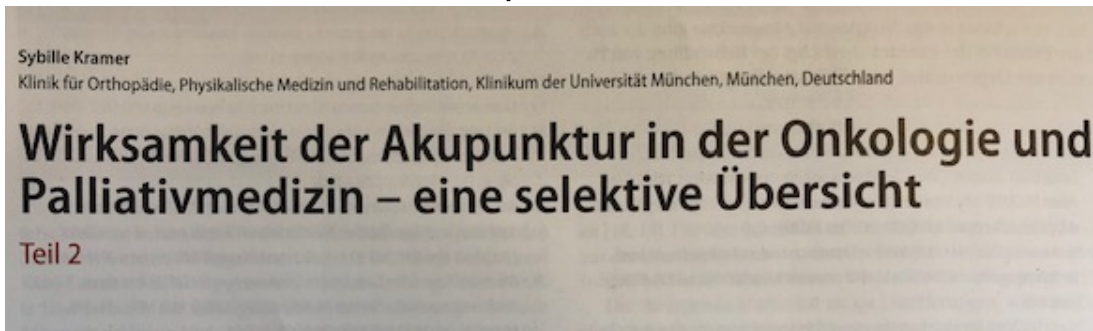 Sybille Kramer
Klinik für Orthopädie, Physikalische Medizin und Rehabilitation, Klinikum der Universität München, München, Deutschland
Wirksamkeit der Akupunktur in der Onkologie und
Palliativmedizin – eine selektive Übersicht
Teil 2